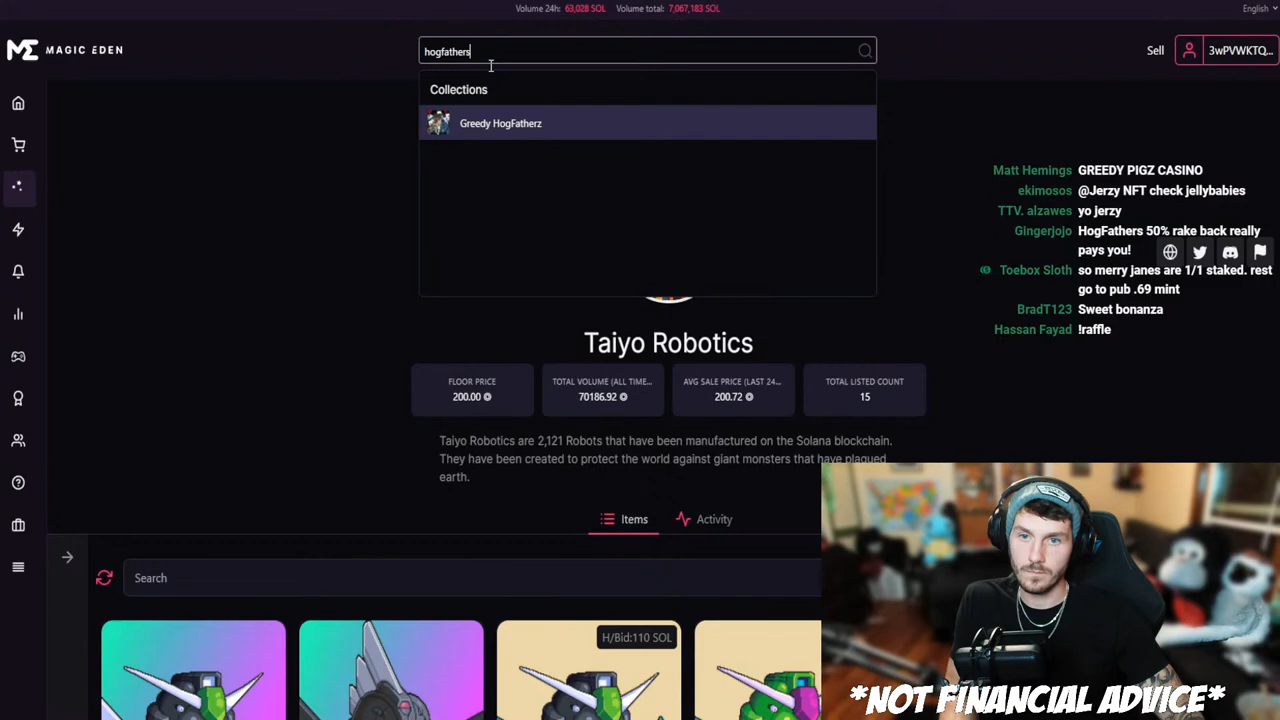 Volume 24h: 63,028 SOL Volume total: 7,067,183 SOL
English
ME MAGIC EDEN
hogfathers
Sell
3wPVWKTQ...
Collections
Greedy HogFatherz
Matt Hemings GREEDY PIGZ CASINO
ekimosos @Jerzy NFT check jellybabies
TTV. alzawes yo jerzy
Gingerjojo HogFathers 50% rake back really
pays you!
Toebox Sloth so merry janes are 1/1 staked. rest
go to pub .69 mint
BradT123 Sweet bonanza
Hassan Fayad !raffle
Taiyo Robotics
FLOOR PRICE
200.00
TOTAL VOLUME (ALL TIME...
70186.92
AVG SALE PRICE (LAST 24...
200.72
TOTAL LISTED COUNT
15
Taiyo Robotics are 2,121 Robots that have been manufactured on the Solana blockchain.
They have been created to protect the world against giant monsters that have plagued
earth.
Items
Activity
Search
H/Bid:110 SOL
*NOT FINANCIAL ADVICE*